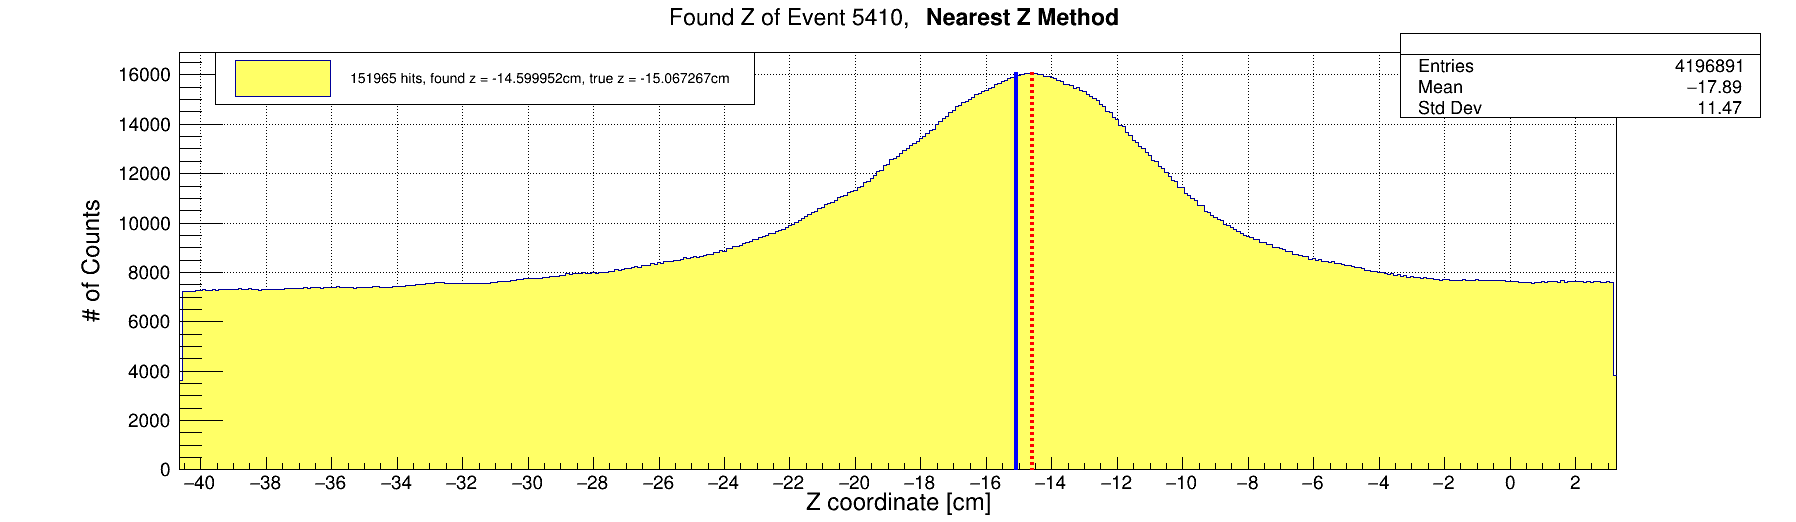 Found Z of Event 5410, Nearest Z Method
151965 hits, found z = -14.599952cm, true z = -15.067267cm
Entries 4196891
Mean −17.89
Std Dev 11.47
# of Counts
16000
14000
12000
10000
8000
6000
4000
2000
0
−40 −38 −36 −34 −32 −30 −28 −26 −24 −22 −20 −18 −16 −14 −12 −10 −8 −6 −4 −2 0 2
Z coordinate [cm]